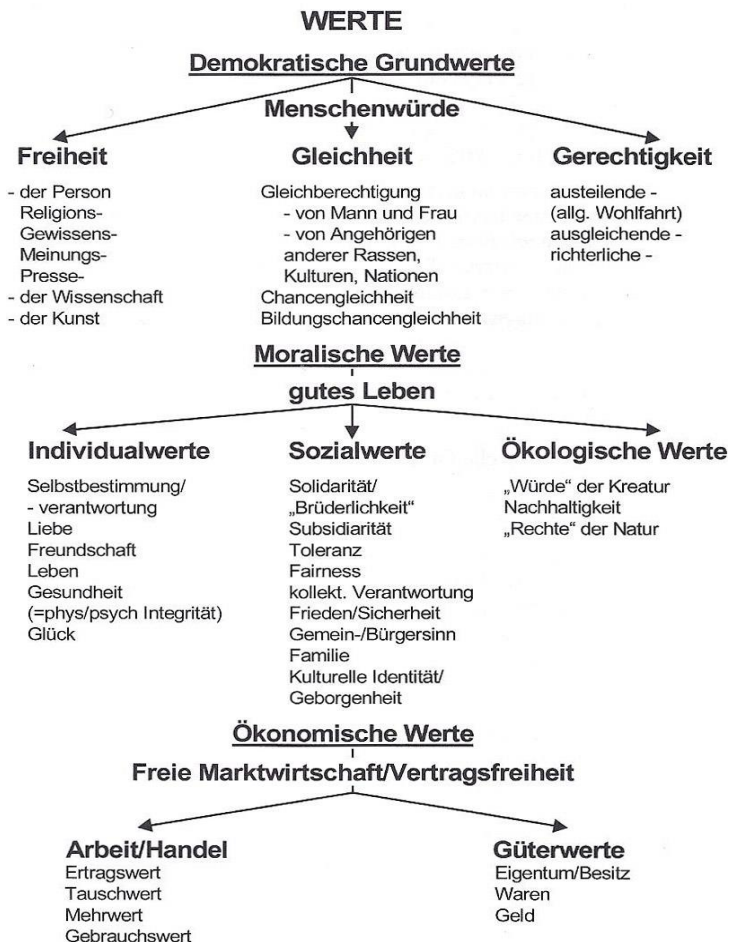 WERTE
Demokratische Grundwerte
Menschenwürde
Freiheit
- der Person
Religions-
Gewissens-
Meinungs-
Presse-
- der Wissenschaft
- der Kunst
Gleichheit
Gleichberechtigung
- von Mann und Frau
- von Angehörigen
anderer Rassen,
Kulturen, Nationen
Chancengleichheit
Bildungschancengleichheit
Gerechtigkeit
austeilende -
(allg. Wohlfahrt)
ausgleichende -
richterliche -
Moralische Werte
gutes Leben
Individualwerte
Selbstbestimmung/
- verantwortung
Liebe
Freundschaft
Leben
Gesundheit
(=phys/psych Integrität)
Glück
Sozialwerte
Solidarität/
„Brüderlichkeit"
Subsidiarität
Toleranz
Fairness
kollekt. Verantwortung
Frieden/Sicherheit
Gemein-/Bürgersinn
Familie
Kulturelle Identität/
Geborgenheit
Ökologische Werte
„Würde" der Kreatur
Nachhaltigkeit
„Rechte" der Natur
Ökonomische Werte
Freie Marktwirtschaft/Vertragsfreiheit
Arbeit/Handel
Ertragswert
Tauschwert
Mehrwert
Gebrauchswert
Güterwerte
Eigentum/Besitz
Waren
Geld